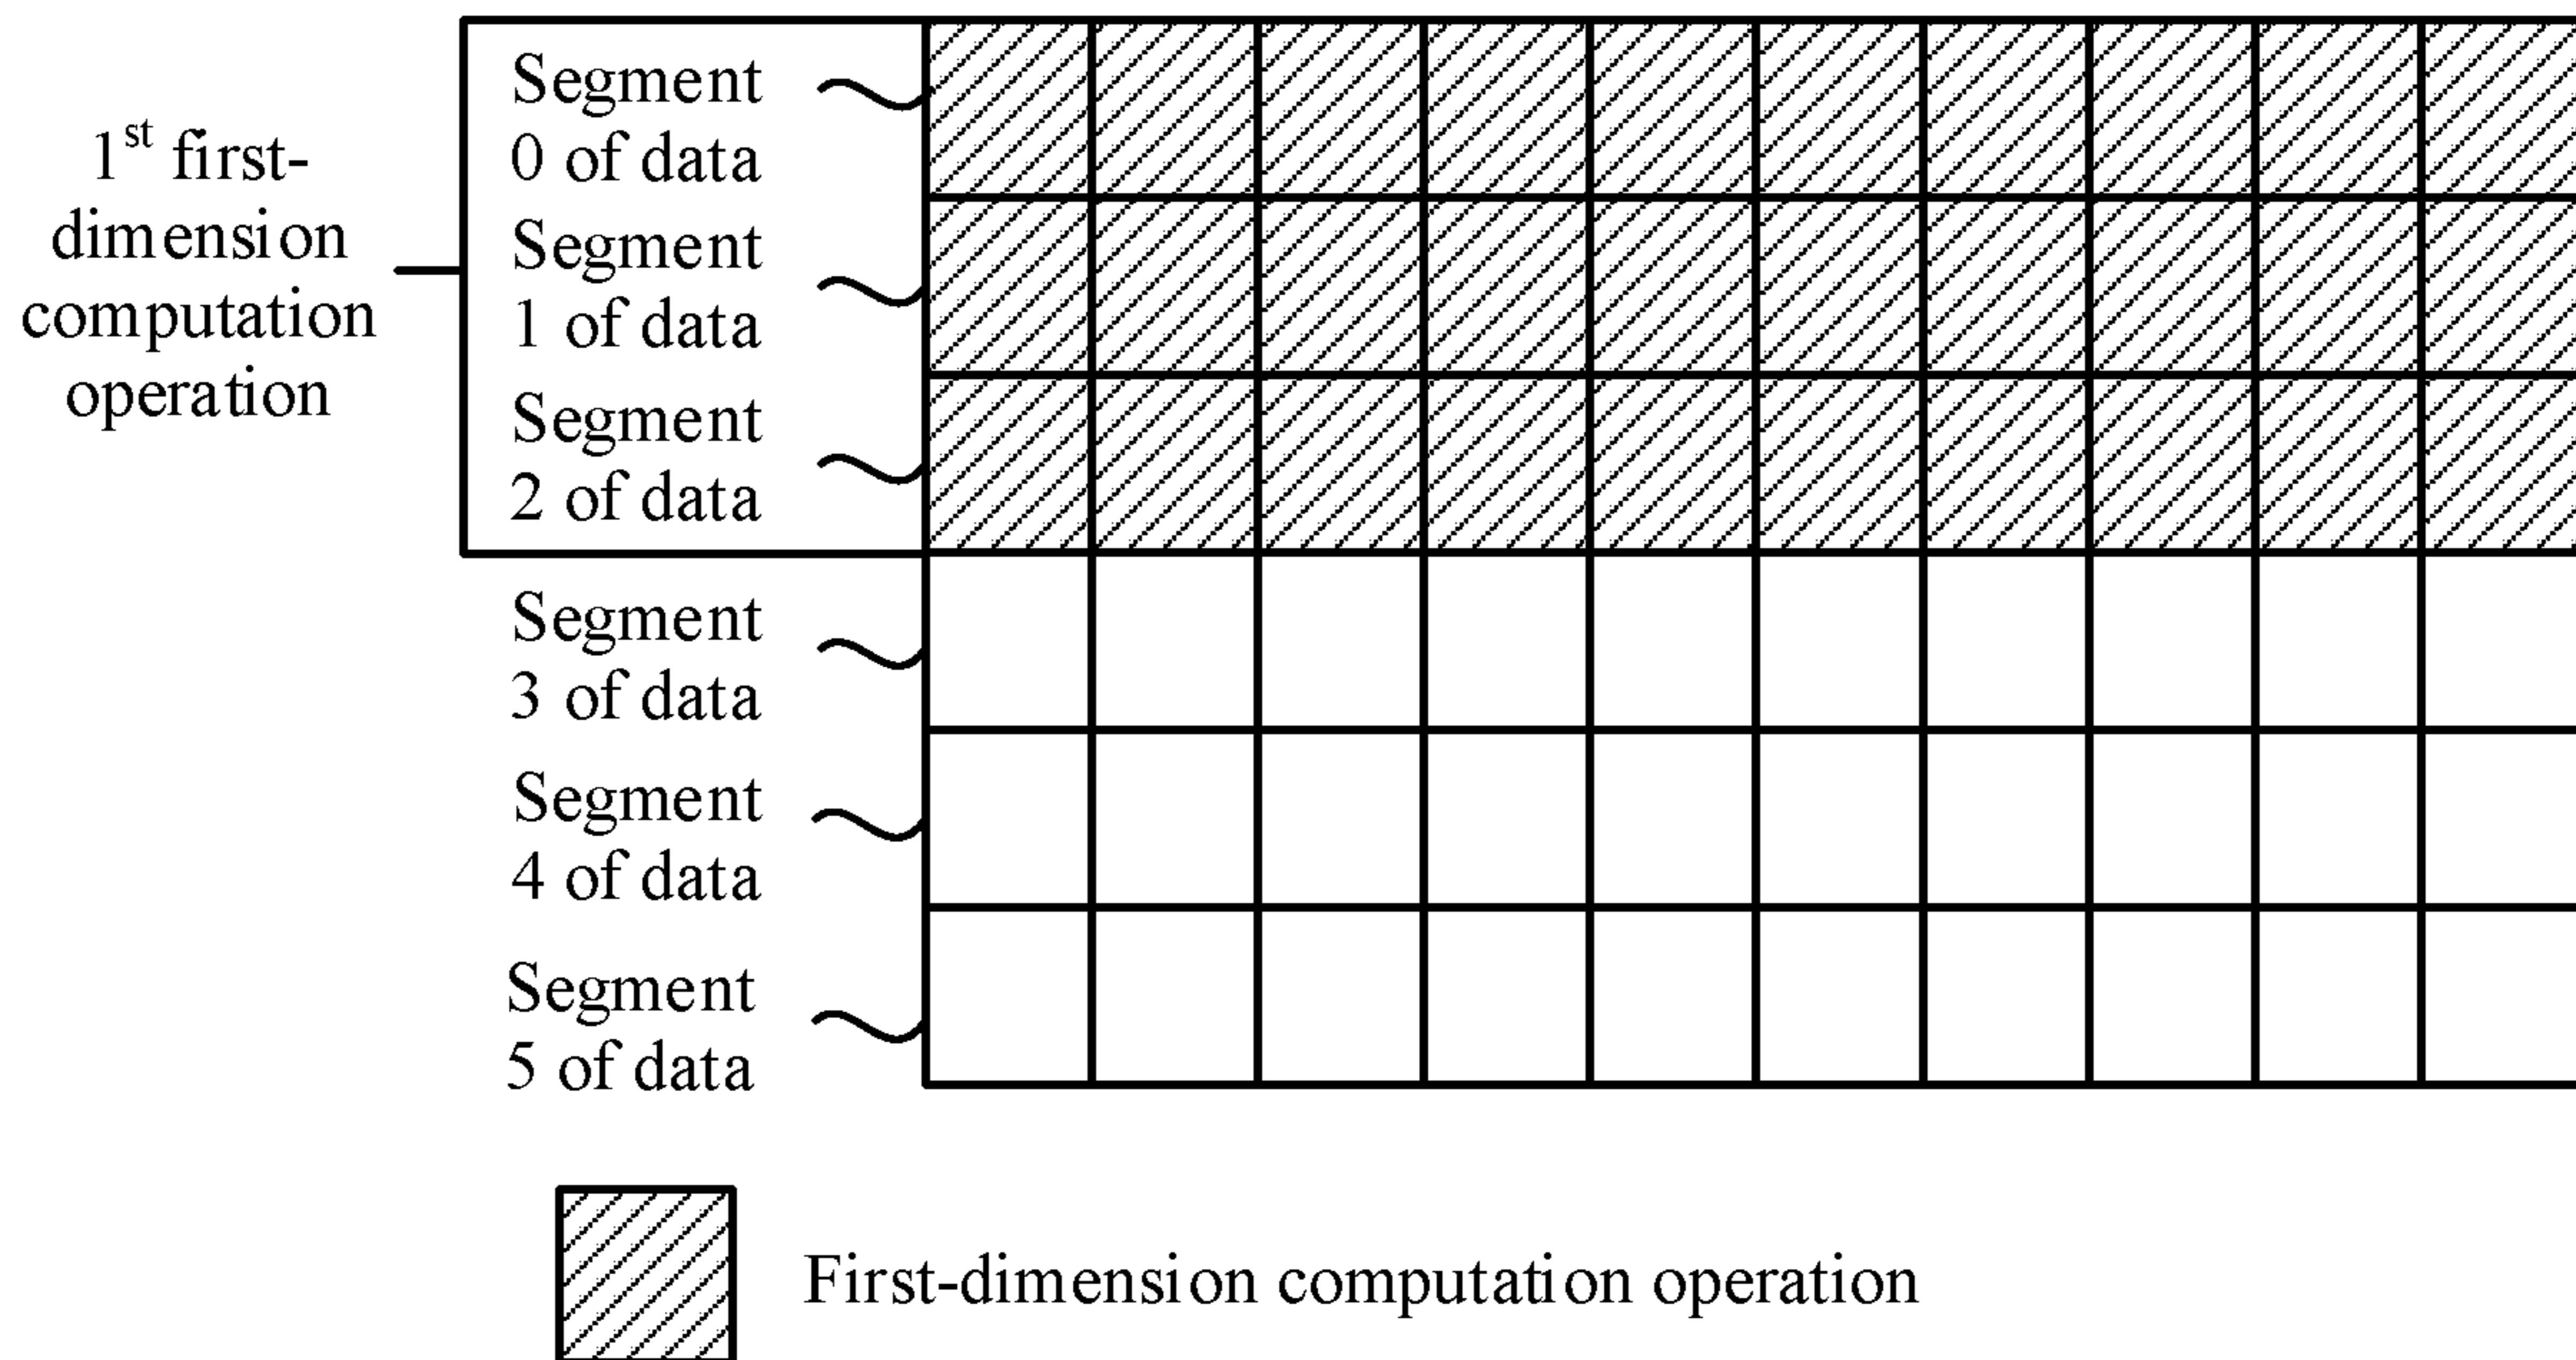 1st first-
dimension
computation
operation
Segment
0 of data
Segment
1 of data
Segment
2 of data
Segment
3 of data
Segment
4 of data
Segment
5 of data
First-dimension computation operation